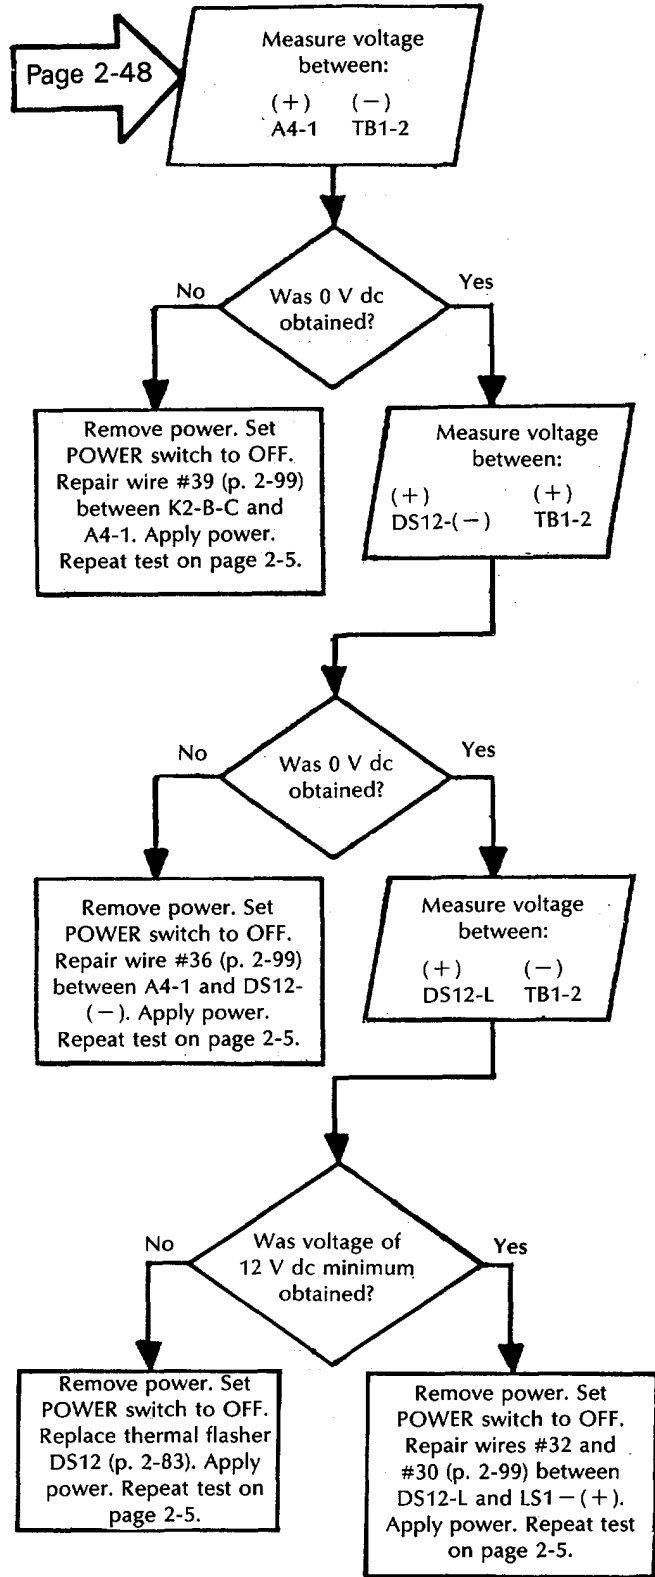 Page 2-48
Measure voltage
between:
(+) (−)
A4-1 TB1-2
Was 0 V dc
obtained?
No
Yes
Remove power. Set
POWER switch to OFF.
Repair wire #39 (p. 2-99)
between K2-B-C and
A4-1. Apply power.
Repeat test on page 2-5.
Measure voltage
between:
(+) (+)
DS12-(−) TB1-2
Was 0 V dc
obtained?
No
Yes
Remove power. Set
POWER switch to OFF.
Repair wire #36 (p. 2-99)
between A4-1 and DS12-
(−). Apply power.
Repeat test on page 2-5.
Measure voltage
between:
(+) (−)
DS12-L TB1-2
Was voltage of
12 V dc minimum
obtained?
No
Yes
Remove power. Set
POWER switch to OFF.
Replace thermal flasher
DS12 (p. 2-83). Apply
power. Repeat test on
page 2-5.
Remove power. Set
POWER switch to OFF.
Repair wires #32 and
#30 (p. 2-99) between
DS12-L and LS1−(+).
Apply power. Repeat test
on page 2-5.